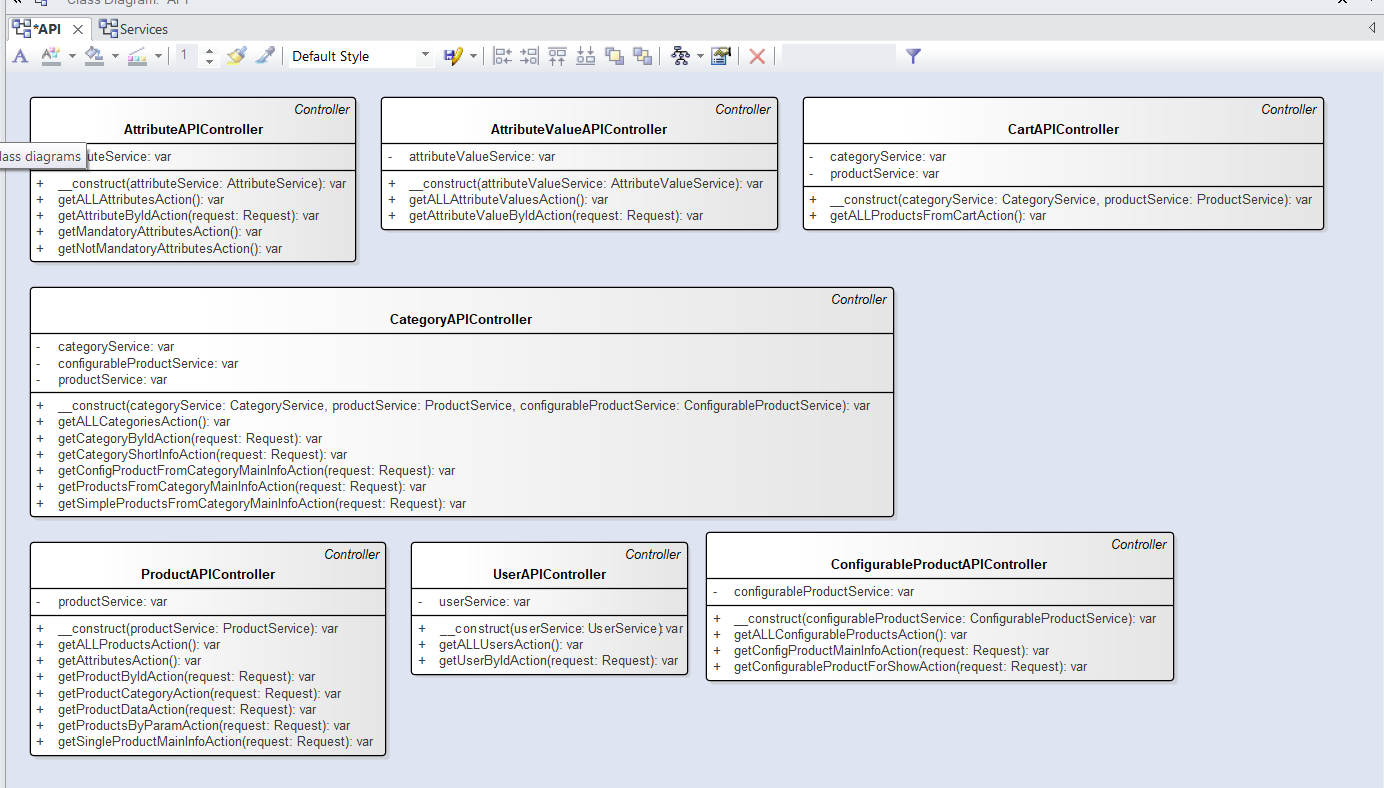 Class Diagram: "API"
*API
Services
1
Default Style
Controller
AttributeAPIController
lass diagrams
uteService: var
+ __construct(attributeService: AttributeService): var
+ getALLAttributesAction(): var
+ getAttributeByIdAction(request: Request): var
+ getMandatoryAttributesAction(): var
+ getNotMandatoryAttributesAction(): var
Controller
AttributeValueAPIController
- attributeValueService: var
+ __construct(attributeValueService: AttributeValueService): var
+ getALLAttributeValuesAction(): var
+ getAttributeValueByIdAction(request: Request): var
Controller
CartAPIController
- categoryService: var
- productService: var
+ __construct(categoryService: CategoryService, productService: ProductService): var
+ getALLProductsFromCartAction(): var
Controller
CategoryAPIController
- categoryService: var
- configurableProductService: var
- productService: var
+ __construct(categoryService: CategoryService, productService: ProductService, configurableProductService: ConfigurableProductService): var
+ getALLCategoriesAction(): var
+ getCategoryByIdAction(request: Request): var
+ getCategoryShortInfoAction(request: Request): var
+ getConfigProductFromCategoryMainInfoAction(request: Request): var
+ getProductsFromCategoryMainInfoAction(request: Request): var
+ getSimpleProductsFromCategoryMainInfoAction(request: Request): var
Controller
ProductAPIController
- productService: var
+ __construct(productService: ProductService): var
+ getALLProductsAction(): var
+ getAttributesAction(): var
+ getProductByIdAction(request: Request): var
+ getProductCategoryAction(request: Request): var
+ getProductDataAction(request: Request): var
+ getProductsByParamAction(request: Request): var
+ getSingleProductMainInfoAction(request: Request): var
Controller
UserAPIController
- userService: var
+ __construct(userService: UserService): var
+ getALLUsersAction(): var
+ getUserByIdAction(request: Request): var
Controller
ConfigurableProductAPIController
- configurableProductService: var
+ __construct(configurableProductService: ConfigurableProductService): var
+ getALLConfigurableProductsAction(): var
+ getConfigProductMainInfoAction(request: Request): var
+ getConfigurableProductForShowAction(request: Request): var